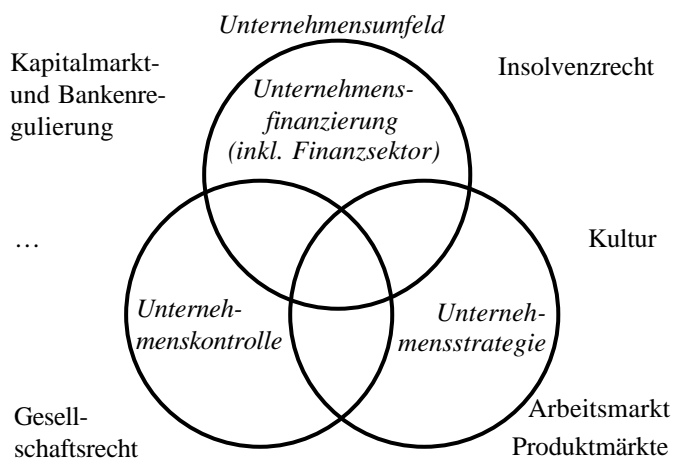 Unternehmensumfeld
Kapitalmarkt-
und Bankenre-
gulierung
Insolvenzrecht
Unternehmens-
finanzierung
(inkl. Finanzsektor)
…
Kultur
Unterneh-
menskontrolle
Unterneh-
mensstrategie
Gesell-
schaftsrecht
Arbeitsmarkt
Produktmärkte